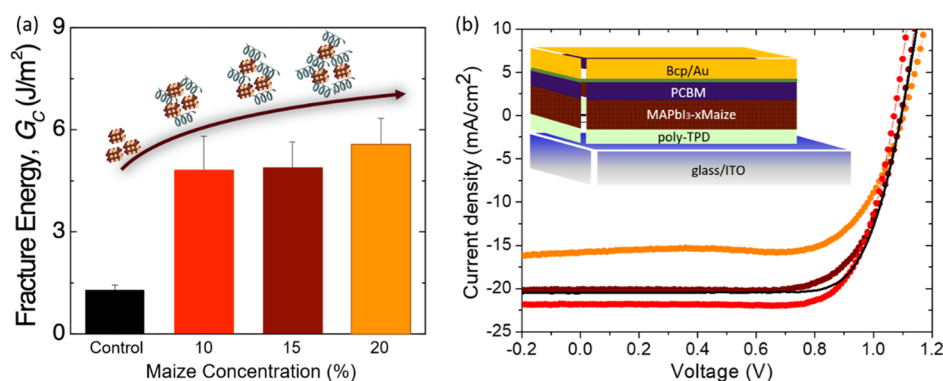 (a)
9
6
3
0
Fracture Energy, G_C (J/m²)
Control
10
15
20
Maize Concentration (%)
(b)
10
5
0
-5
-10
-15
-20
-25
Current density (mA/cm²)
Bcp/Au
PCBM
MAPbI₃-xMaize
poly-TPD
glass/ITO
-0.2
0.0
0.2
0.4
0.6
0.8
1.0
1.2
Voltage (V)